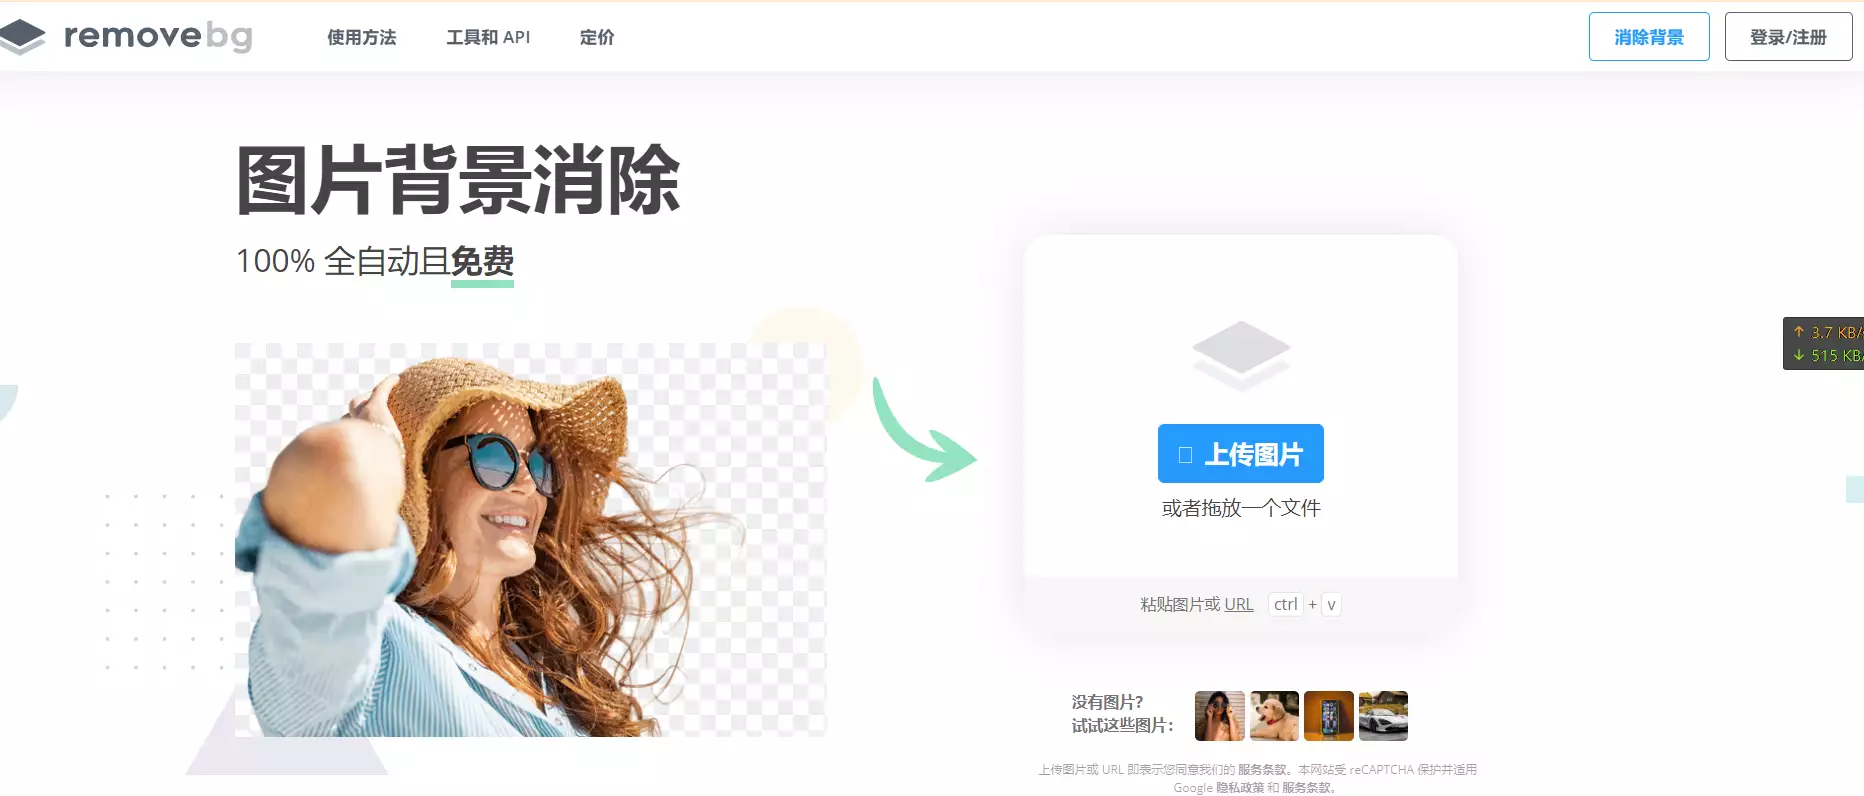 removebg
使用方法
工具和 API
定价
消除背景
登录/注册
图片背景消除
100% 全自动且免费
上传图片
或者拖放一个文件
粘贴图片或 URL ctrl + v
没有图片?
试试这些图片:
上传图片或 URL 即表示您同意我们的 服务条款。本网站受 reCAPTCHA 保护并适用
Google 隐私政策 和 服务条款。
↑ 3.7 KB/
↓ 515 KB/